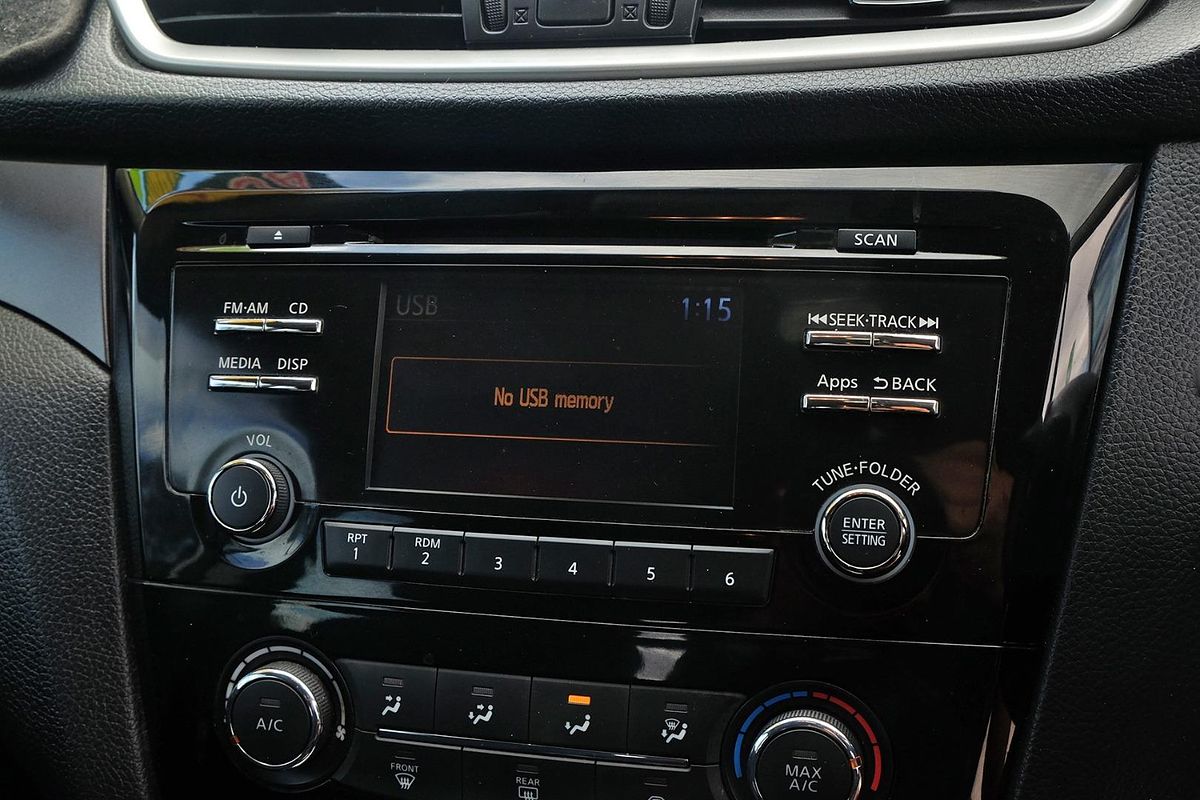 SCAN
FM·AM CD
USB 1:15
SEEK·TRACK
MEDIA DISP
Apps BACK
No USB memory
VOL
TUNE·FOLDER
ENTER
SETTING
RPT
1
RDM
2
3
4
5
6
A/C
FRONT
REAR
MAX
A/C